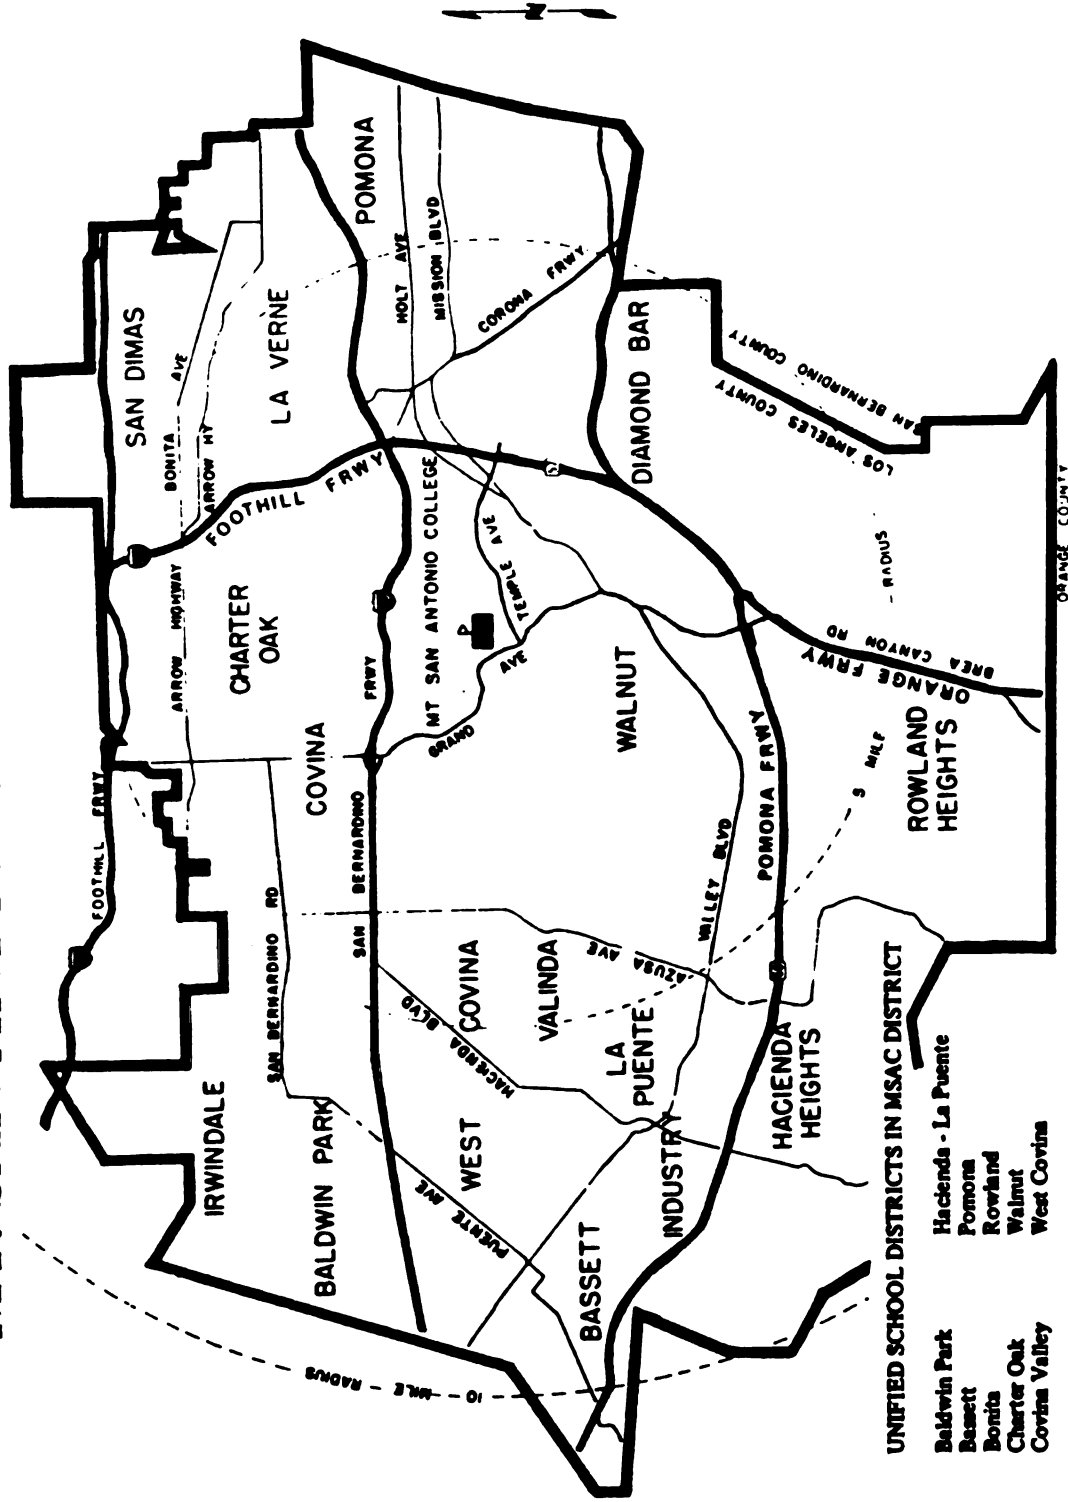 N
POMONA
SAN DIMAS
LA VERNE
HOLT AVE
MISSION BLVD
CORONA FRWY
BONITA AVE
ARROW HY
FOOTHILL FRWY
DIAMOND BAR
LOS ANGELES COUNTY
SAN BERNARDINO COUNTY
ORANGE COUNTY
RADIUS
5 MILE
CHARTER
OAK
ARROW HIGHWAY
MT SAN ANTONIO COLLEGE
P
TEMPLE AVE
GRAND AVE
WALNUT
BREA CANYON RD
ORANGE FRWY
POMONA FRWY
ROWLAND
HEIGHTS
COVINA
FOOTHILL FRWY
SAN BERNARDINO FRWY
SAN BERNARDINO RD
VALLEY BLVD
AZUSA AVE
HACIENDA BLVD
WEST COVINA
VALINDA
LA
PUENTE
HACIENDA
HEIGHTS
INDUSTRY
IRWINDALE
BALDWIN PARK
PUENTE AVE
BASSETT
10 MILE RADIUS
UNIFIED SCHOOL DISTRICTS IN MSAC DISTRICT
Baldwin Park
Bassett
Bonita
Charter Oak
Covina Valley
Hacienda - La Puente
Pomona
Rowland
Walnut
West Covina